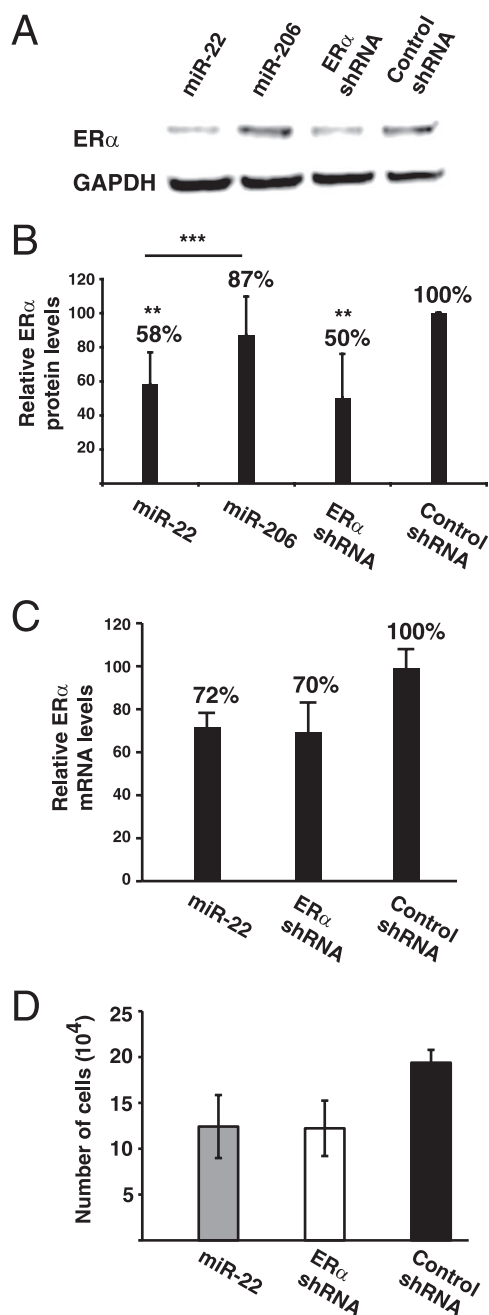 A
miR-22
miR-206
ERα
shRNA
Control
shRNA
ERα
GAPDH
B
***
Relative ERα
protein levels
120
100
80
60
40
20
**
58%
87%
**
50%
100%
miR-22
miR-206
ERα
shRNA
Control
shRNA
C
Relative ERα
mRNA levels
120
100
80
60
40
20
0
72%
70%
100%
miR-22
ERα
shRNA
Control
shRNA
D
Number of cells (10⁴)
25
20
15
10
5
miR-22
ERα
shRNA
Control
shRNA